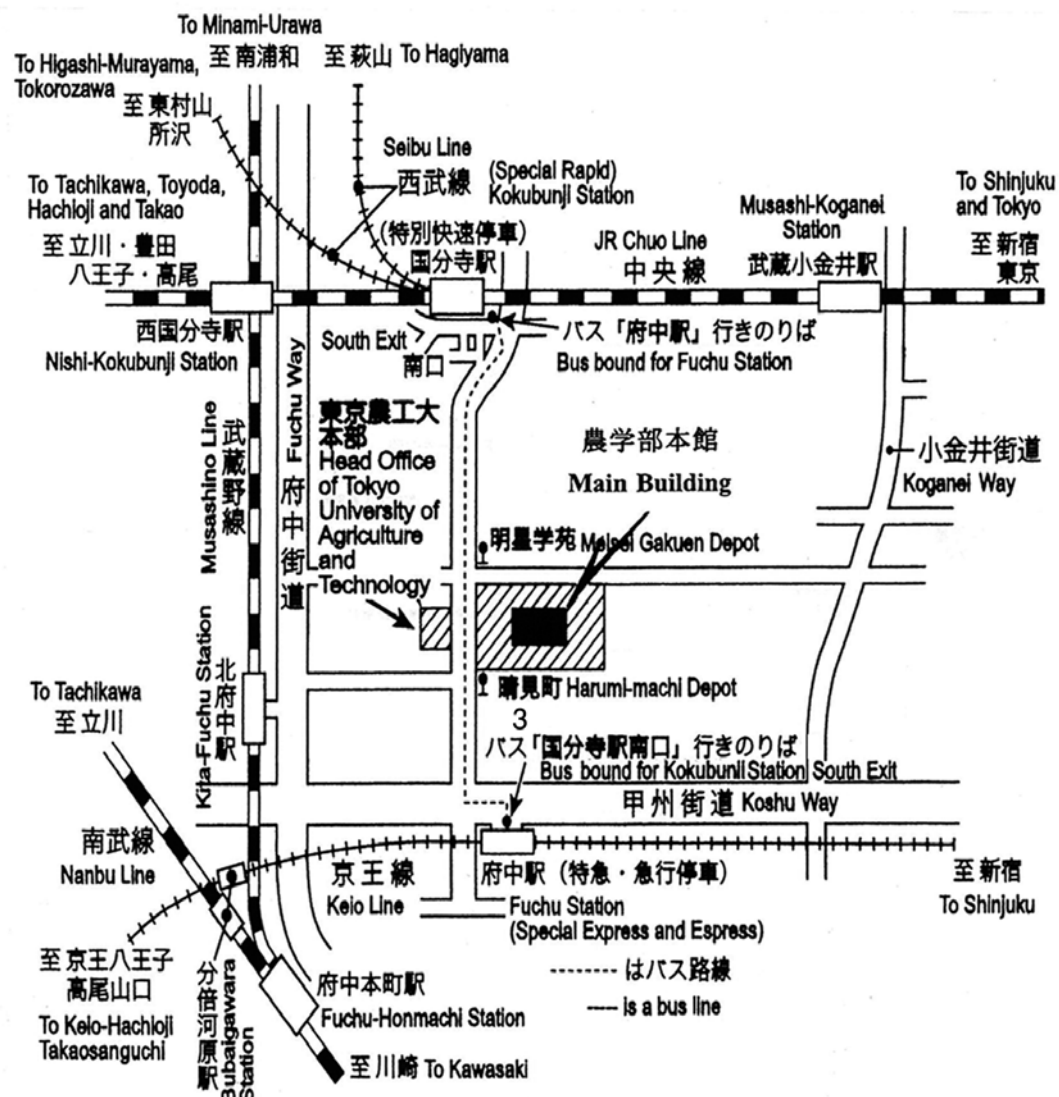 To Minami-Urawa
至南浦和
至萩山 To Hagiyama
To Higashi-Murayama,
Tokorozawa
至東村山
所沢
Seibu Line
西武線
(Special Rapid)
Kokubunji Station
(特別快速停車)
国分寺駅
To Tachikawa, Toyoda,
Hachioji and Takao
至立川・豊田
八王子・高尾
JR Chuo Line
中央線
Musashi-Koganei
Station
武蔵小金井駅
To Shinjuku
and Tokyo
至新宿
東京
西国分寺駅
Nishi-Kokubunji Station
South Exit
南口
バス「府中駅」行きのりば
Bus bound for Fuchu Station
Musashino Line
武蔵野線
Fuchu Way
府中街道
東京農工大
本部
Head Office
of Tokyo
University of
Agriculture
and
Technology
農学部本館
Main Building
小金井街道
Koganei Way
明星学苑 Meisei Gakuen Depot
Kita-Fuchu Station
北府中駅
晴見町 Harumi-machi Depot
3
バス「国分寺駅南口」行きのりば
Bus bound for Kokubunji Station South Exit
甲州街道 Koshu Way
To Tachikawa
至立川
南武線
Nanbu Line
京王線
Keio Line
府中駅 (特急・急行停車)
Fuchu Station
(Special Express and Espress)
至新宿
To Shinjuku
至京王八王子
高尾山口
To Keio-Hachioji
Takaosanguchi
分倍河原駅
Bubaigawara
Station
府中本町駅
Fuchu-Honmachi Station
至川崎 To Kawasaki
------ はバス路線
---- is a bus line